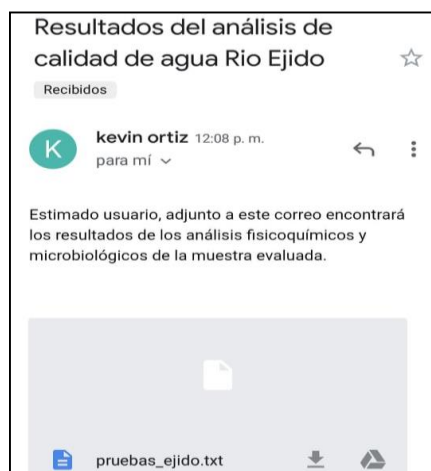 Resultados del análisis de
calidad de agua Rio Ejido
Recibidos
K
kevin ortiz 12:08 p. m.
para mí
Estimado usuario, adjunto a este correo encontrará
los resultados de los análisis fisicoquímicos y
microbiológicos de la muestra evaluada.
pruebas_ejido.txt